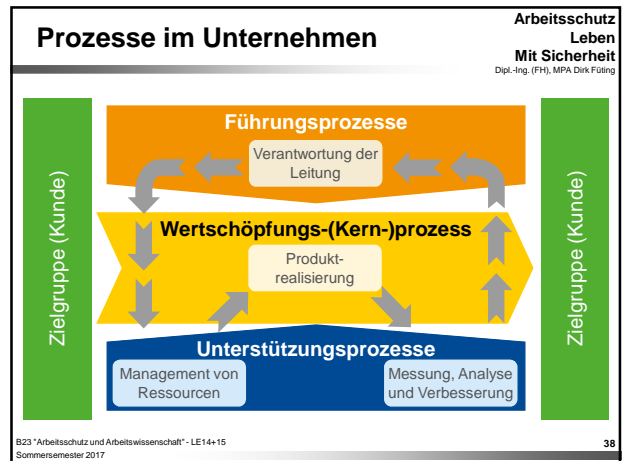 Prozesse im Unternehmen
Arbeitsschutz
Leben
Mit Sicherheit
Dipl.-Ing. (FH), MPA Dirk Füting
Zielgruppe (Kunde)
Führungsprozesse
Verantwortung der
Leitung
Wertschöpfungs-(Kern-)prozess
Produkt-
realisierung
Unterstützungsprozesse
Management von
Ressourcen
Messung, Analyse
und Verbesserung
Zielgruppe (Kunde)
B23 "Arbeitsschutz und Arbeitswissenschaft" - LE14+15
Sommersemester 2017
38